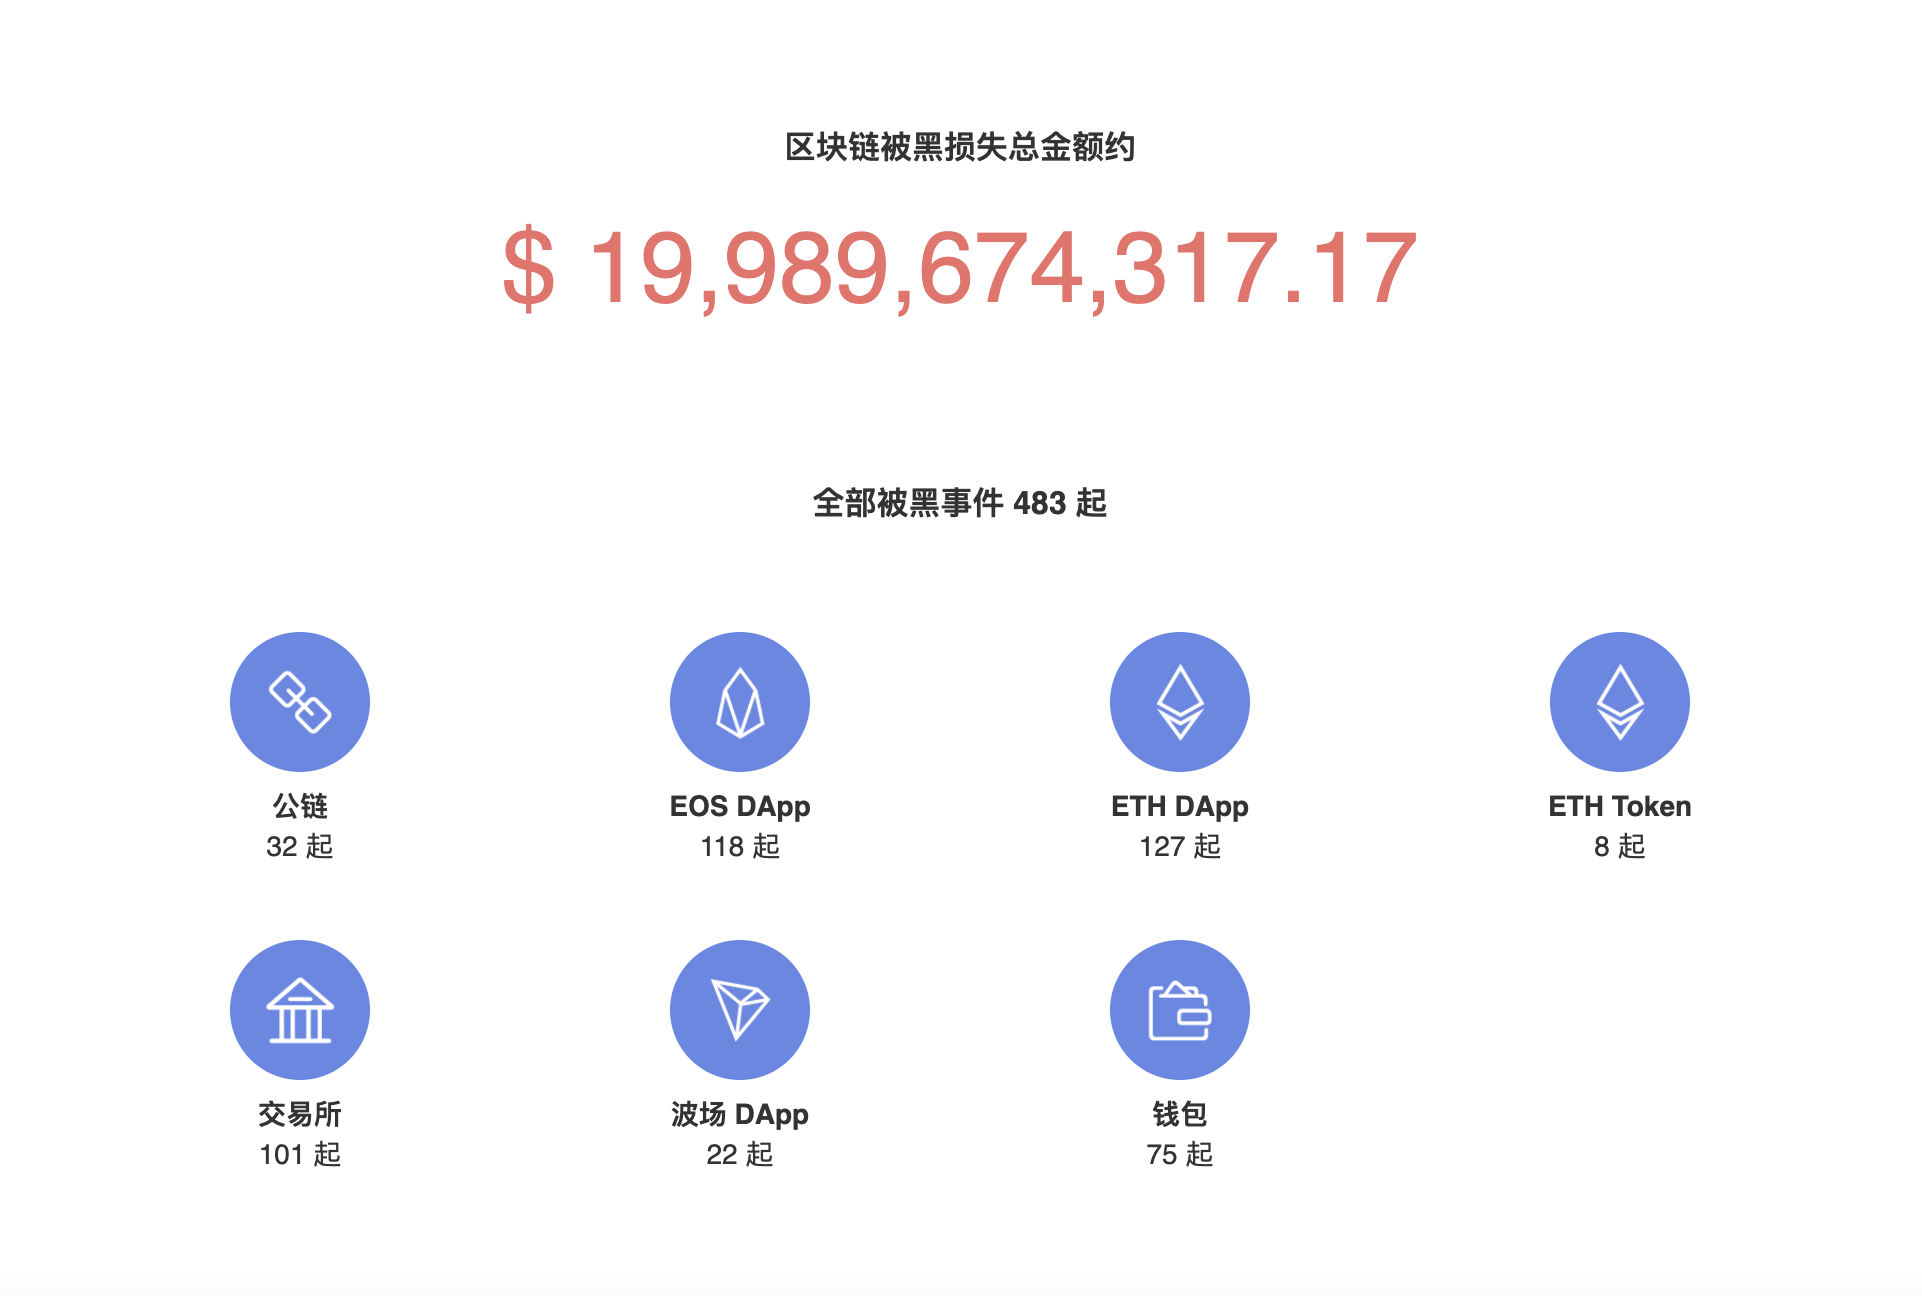 区块链被黑损失总金额约
$ 19,989,674,317.17
全部被黑事件 483 起
公链
32 起
EOS DApp
118 起
ETH DApp
127 起
ETH Token
8 起
交易所
101 起
波场 DApp
22 起
钱包
75 起